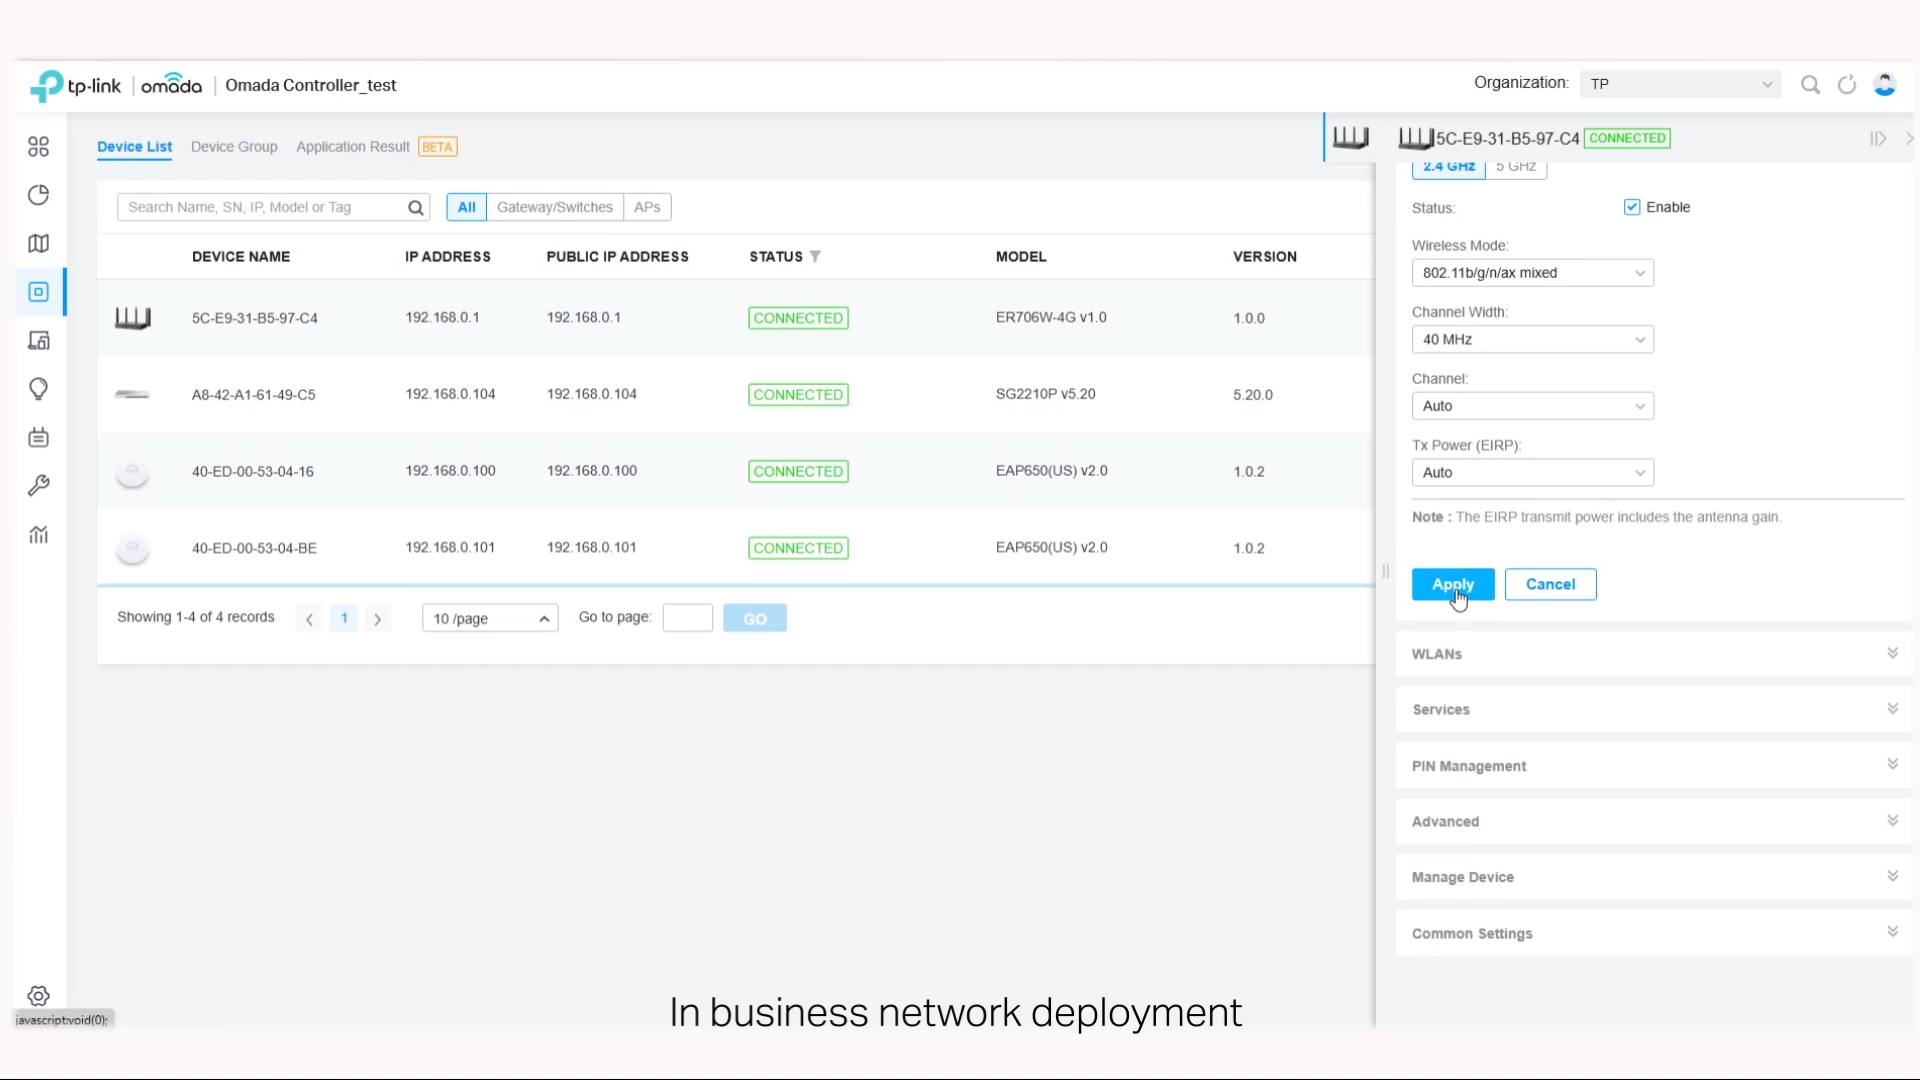 tp-link | omada | Omada Controller_test
Organization: TP
Device List Device Group Application Result BETA
5C-E9-31-B5-97-C4 CONNECTED
2.4 GHz 5 GHz
Search Name, SN, IP, Model or Tag All Gateway/Switches APs
DEVICE NAME IP ADDRESS PUBLIC IP ADDRESS STATUS MODEL VERSION
5C-E9-31-B5-97-C4 192.168.0.1 192.168.0.1 CONNECTED ER706W-4G v1.0 1.0.0
A8-42-A1-61-49-C5 192.168.0.104 192.168.0.104 CONNECTED SG2210P v5.20 5.20.0
40-ED-00-53-04-16 192.168.0.100 192.168.0.100 CONNECTED EAP650(US) v2.0 1.0.2
40-ED-00-53-04-BE 192.168.0.101 192.168.0.101 CONNECTED EAP650(US) v2.0 1.0.2
Showing 1-4 of 4 records 1 10 /page Go to page: GO
Status: Enable
Wireless Mode:
802.11b/g/n/ax mixed
Channel Width:
40 MHz
Channel:
Auto
Tx Power (EIRP):
Auto
Note : The EIRP transmit power includes the antenna gain.
Apply Cancel
WLANs
Services
PIN Management
Advanced
Manage Device
Common Settings
javascript:void(0);
In business network deployment